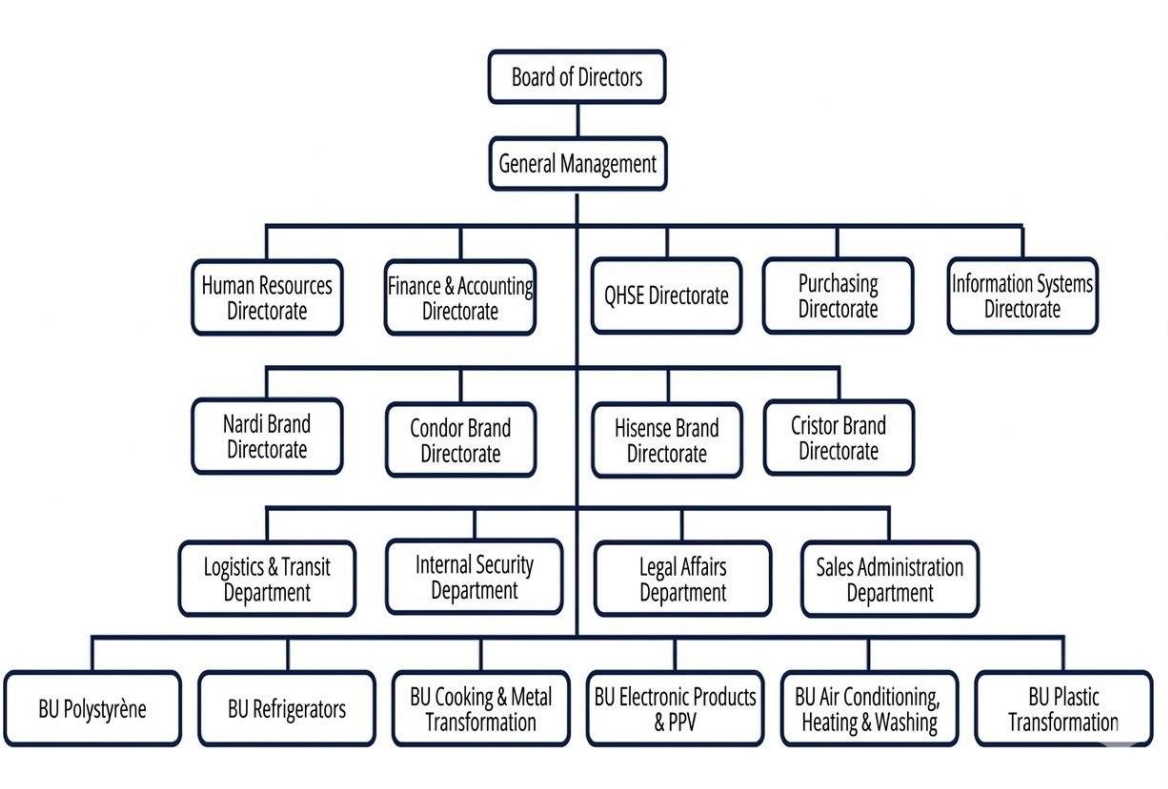 Board of Directors
General Management
Human Resources
Directorate
Finance & Accounting
Directorate
QHSE Directorate
Purchasing
Directorate
Information Systems
Directorate
Nardi Brand
Directorate
Condor Brand
Directorate
Hisense Brand
Directorate
Cristor Brand
Directorate
Logistics & Transit
Department
Internal Security
Department
Legal Affairs
Department
Sales Administration
Department
BU Polystyrène
BU Refrigerators
BU Cooking & Metal
Transformation
BU Electronic Products
& PPV
BU Air Conditioning,
Heating & Washing
BU Plastic
Transformation